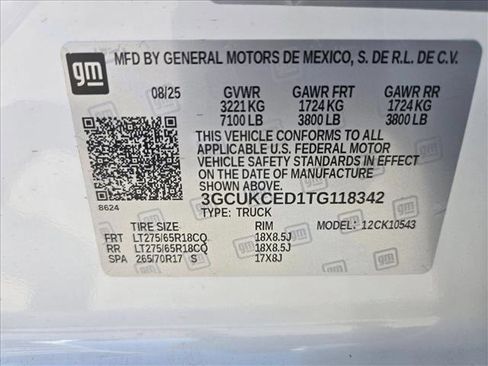 gm MFD BY GENERAL MOTORS DE MEXICO, S. DE R.L. DE C.V.
08/25 GVWR GAWR FRT GAWR RR
3221 KG 1724 KG 1724 KG
7100 LB 3800 LB 3800 LB
THIS VEHICLE CONFORMS TO ALL
APPLICABLE U.S. FEDERAL MOTOR
VEHICLE SAFETY STANDARDS IN EFFECT
ON THE DATE OF MANUFACTURE
SHOWN ABOVE.
3GCUKCED1TG118342
8624 TYPE: TRUCK
TIRE SIZE RIM MODEL: 12CK10543
FRT LT275/65R18CQ 18X8.5J
RR LT275/65R18CQ 18X8.5J
SPA 265/70R17 S 17X8J